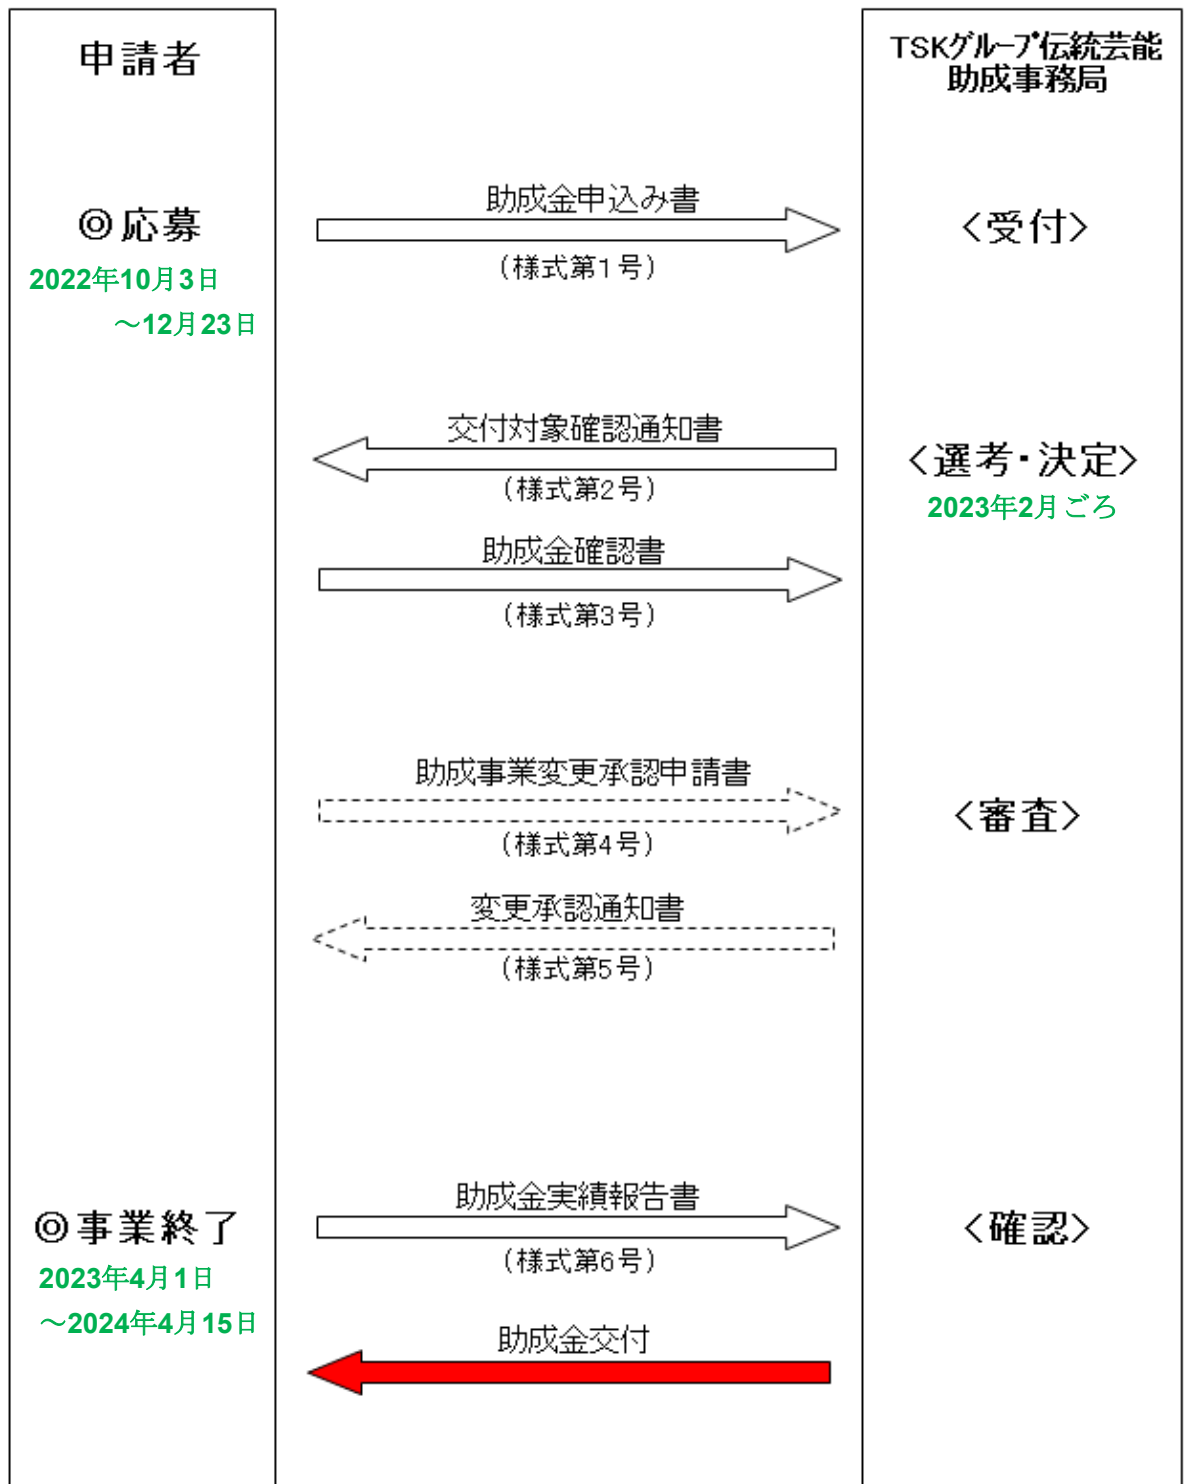 申請者
TSKグループ伝統芸能
助成事務局
◎応募
2022年10月3日
～12月23日
助成金申込み書
（様式第1号）
＜受付＞
交付対象確認通知書
（様式第2号）
＜選考・決定＞
2023年2月ごろ
助成金確認書
（様式第3号）
助成事業変更承認申請書
（様式第4号）
＜審査＞
変更承認通知書
（様式第5号）
◎事業終了
2023年4月1日
～2024年4月15日
助成金実績報告書
（様式第6号）
＜確認＞
助成金交付